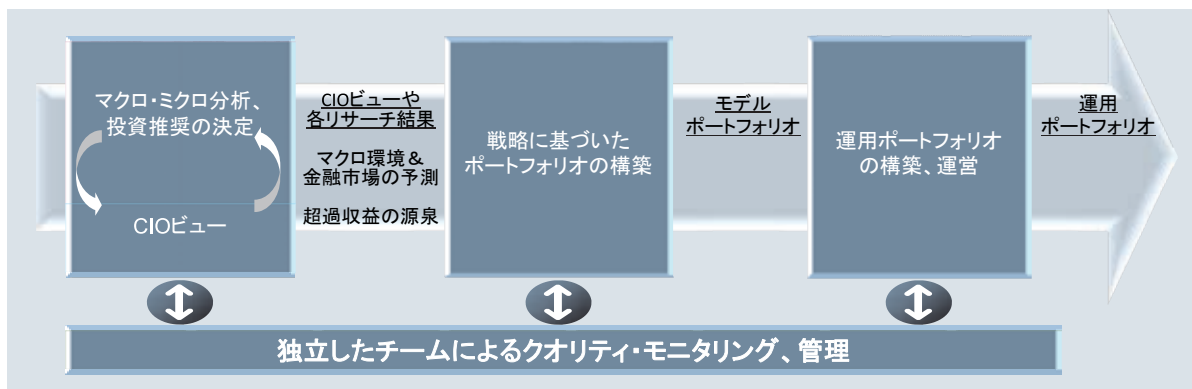 マクロ・ミクロ分析、
投資推奨の決定
CIOビュー
CIOビューや
各リサーチ結果
マクロ環境＆
金融市場の予測
超過収益の源泉
戦略に基づいた
ポートフォリオの構築
モデル
ポートフォリオ
運用ポートフォリオ
の構築、運営
運用
ポートフォリオ
独立したチームによるクオリティ・モニタリング、管理